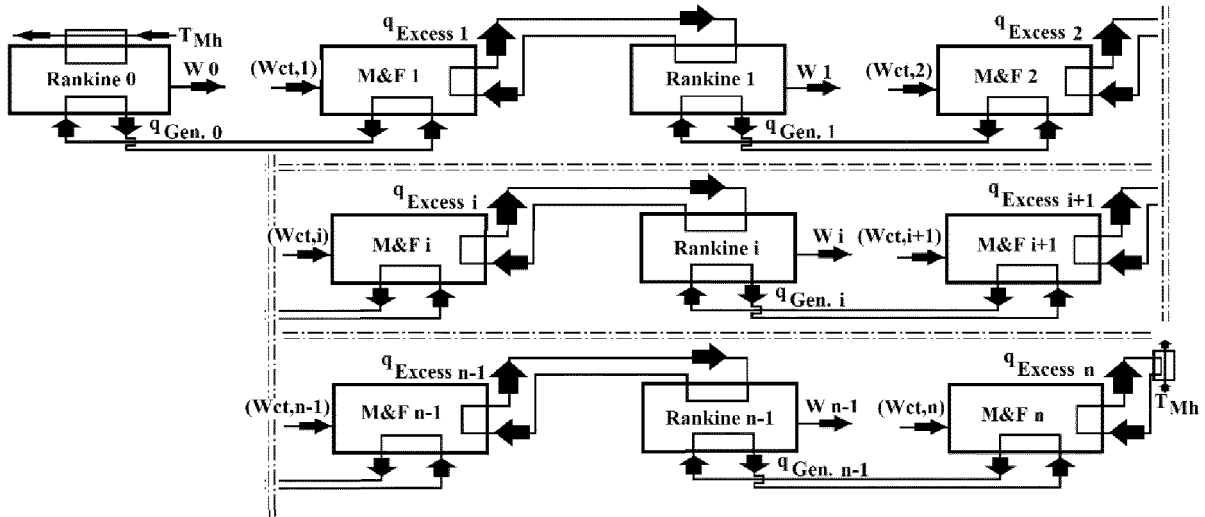 q Excess 1
q Excess 2
T Mh
Rankine 0
W 0
(Wct,1)
M&F 1
Rankine 1
W 1
(Wct,2)
M&F 2
q Gen. 0
q Gen. 1
q Excess i
q Excess i+1
(Wct,i)
M&F i
Rankine i
W i
(Wct,i+1)
M&F i+1
q Gen. i
q Excess n-1
q Excess n
(Wct,n-1)
M&F n-1
Rankine n-1
W n-1
(Wct,n)
M&F n
T Mh
q Gen. n-1